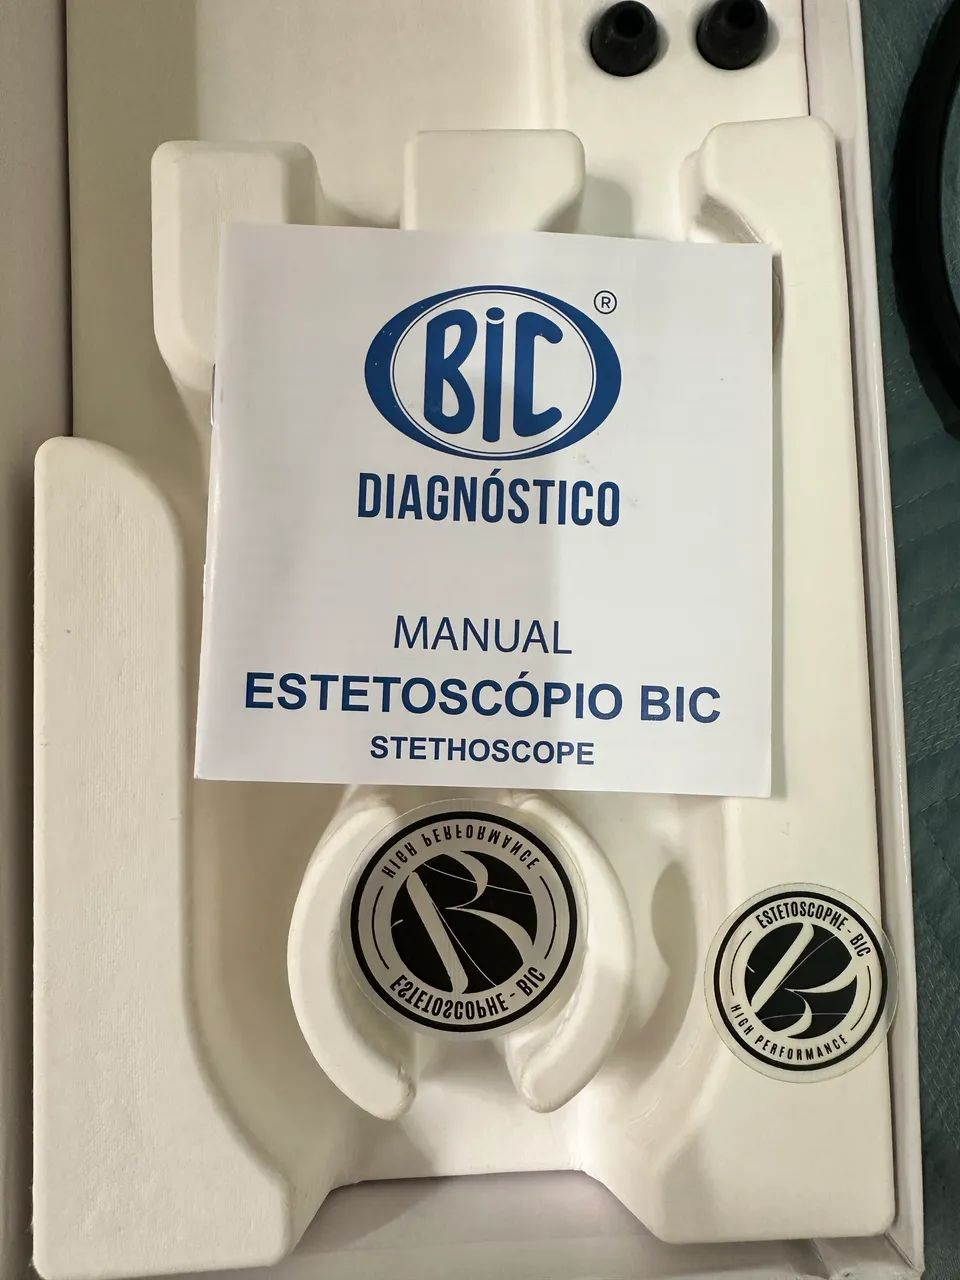 BiC
®
DIAGNÓSTICO
MANUAL
ESTETOSCÓPIO BIC
STETHOSCOPE
HIGH PERFORMANCE
ESTETOSCOPHE - BIC
ESTETOSCOPHE - BIC
HIGH PERFORMANCE